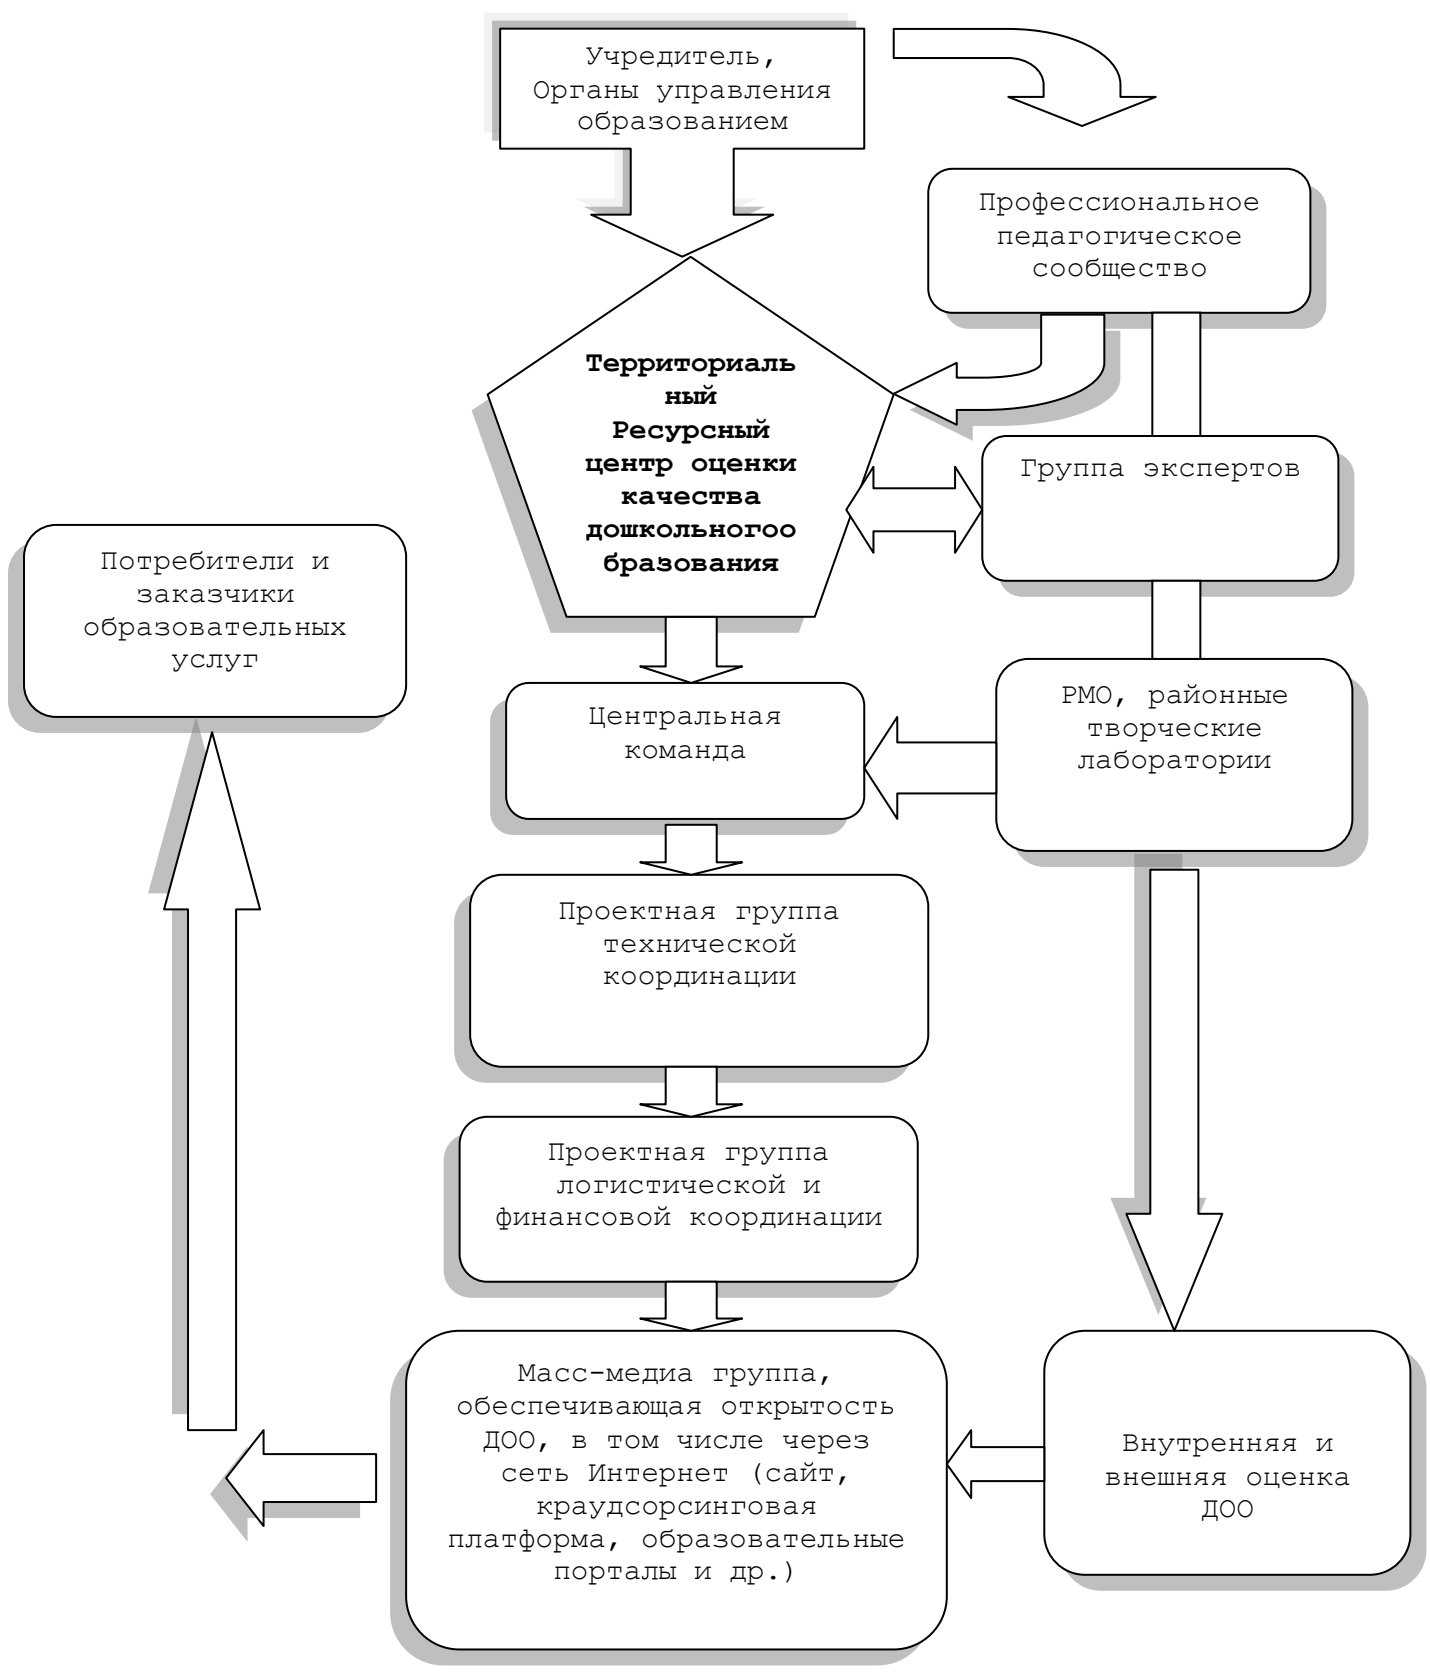 Учредитель,
Органы управления
образованием
Профессиональное
педагогическое
сообщество
Территориаль
ный
Ресурсный
центр оценки
качества
дошкольногоо
бразования
Группа экспертов
Потребители и
заказчики
образовательных
услуг
Центральная
команда
РМО, районные
творческие
лаборатории
Проектная группа
технической
координации
Проектная группа
логистической и
финансовой координации
Масс-медиа группа,
обеспечивающая открытость
ДОО, в том числе через
сеть Интернет (сайт,
краудсорсинговая
платформа, образовательные
порталы и др.)
Внутренняя и
внешняя оценка
ДОО